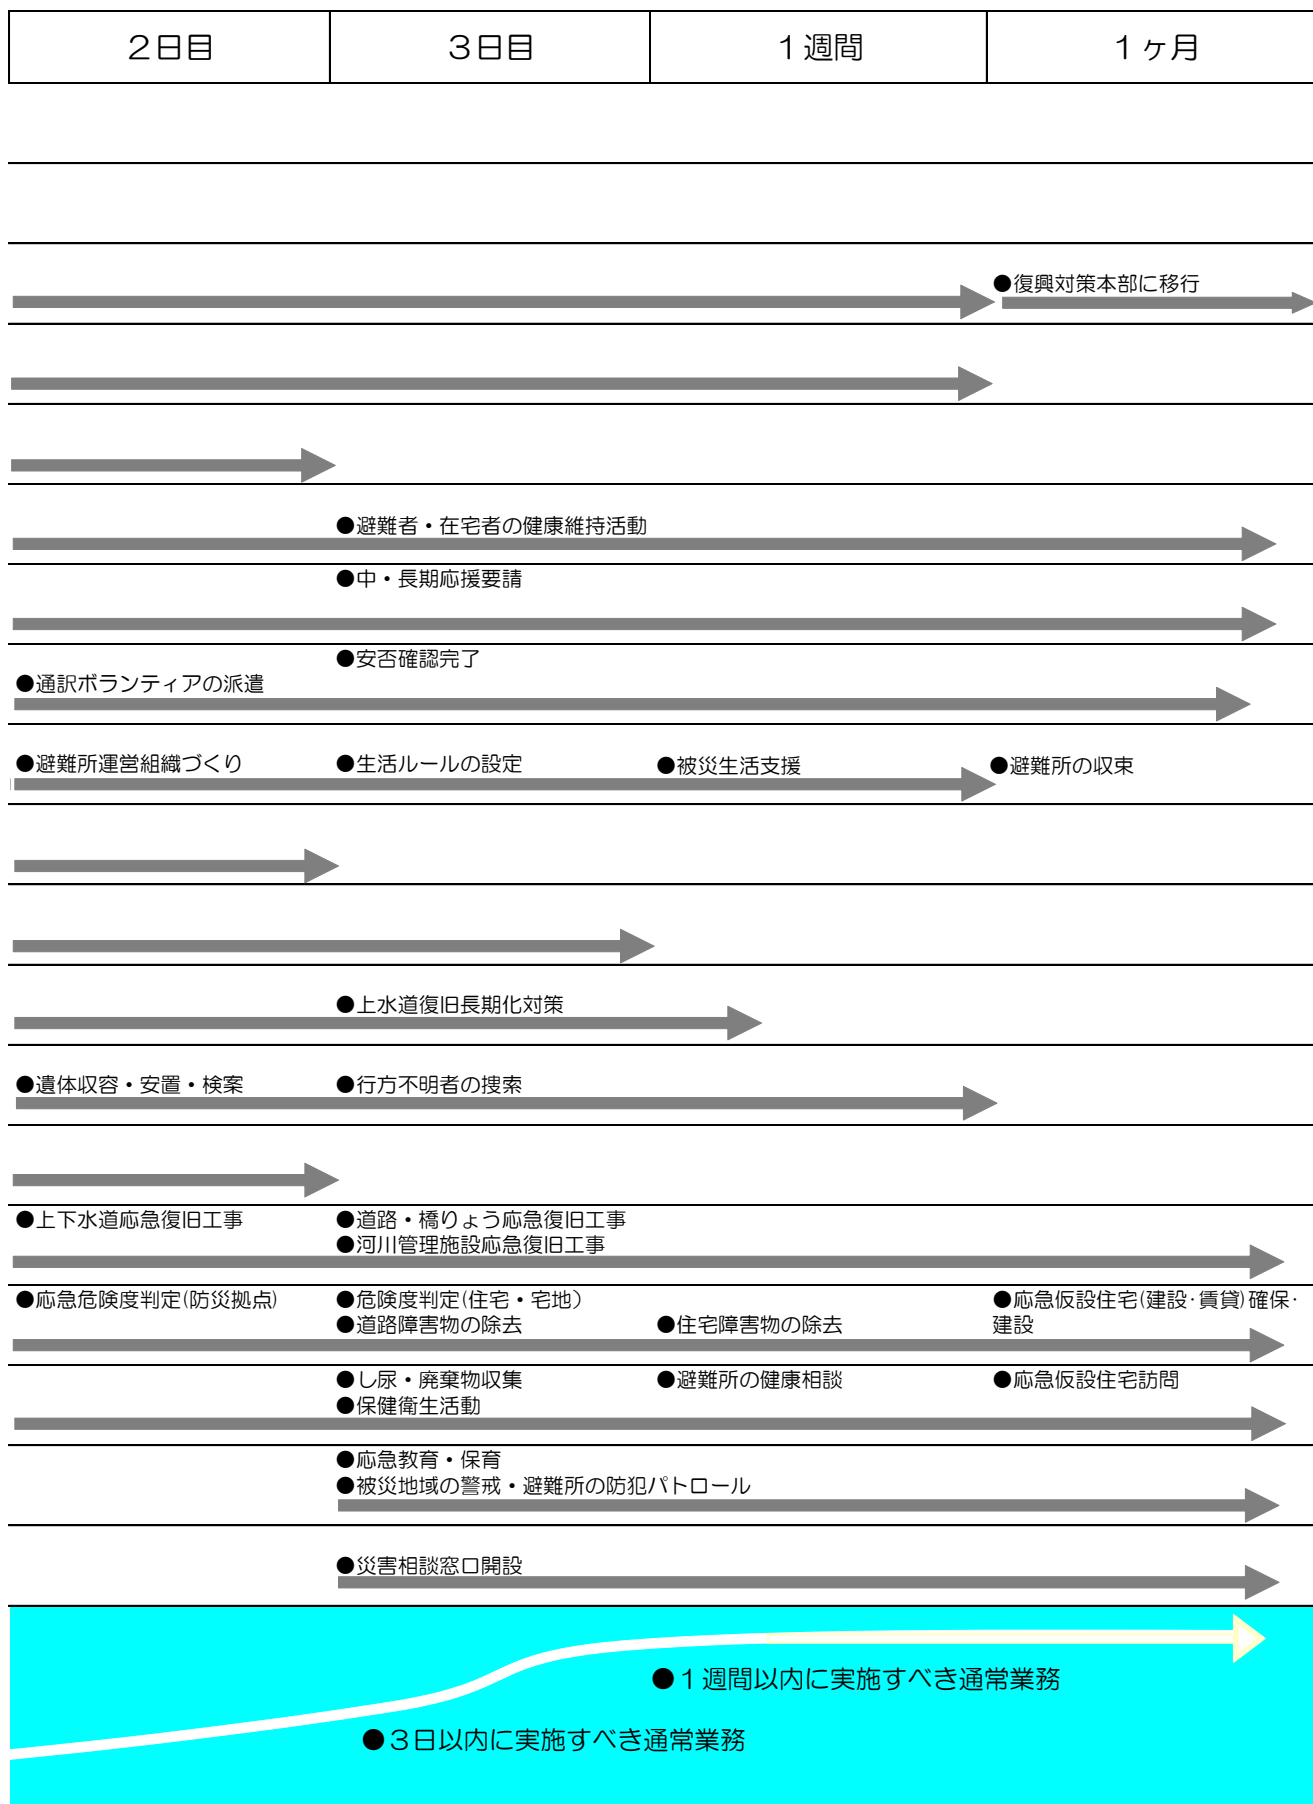 ２日目
３日目
１週間
１ヶ月
●復興対策本部に移行
●避難者・在宅者の健康維持活動
●中・長期応援要請
●安否確認完了
●通訳ボランティアの派遣
●避難所運営組織づくり
●生活ルールの設定
●被災生活支援
●避難所の収束
●上水道復旧長期化対策
●遺体収容・安置・検案
●行方不明者の捜索
●上下水道応急復旧工事
●道路・橋りょう応急復旧工事
●河川管理施設応急復旧工事
●応急危険度判定(防災拠点)
●危険度判定(住宅・宅地）
●道路障害物の除去
●住宅障害物の除去
●応急仮設住宅(建設･賃貸)確保･
建設
●し尿・廃棄物収集
●保健衛生活動
●避難所の健康相談
●応急仮設住宅訪問
●応急教育・保育
●被災地域の警戒・避難所の防犯パトロール
●災害相談窓口開設
●１週間以内に実施すべき通常業務
●３日以内に実施すべき通常業務